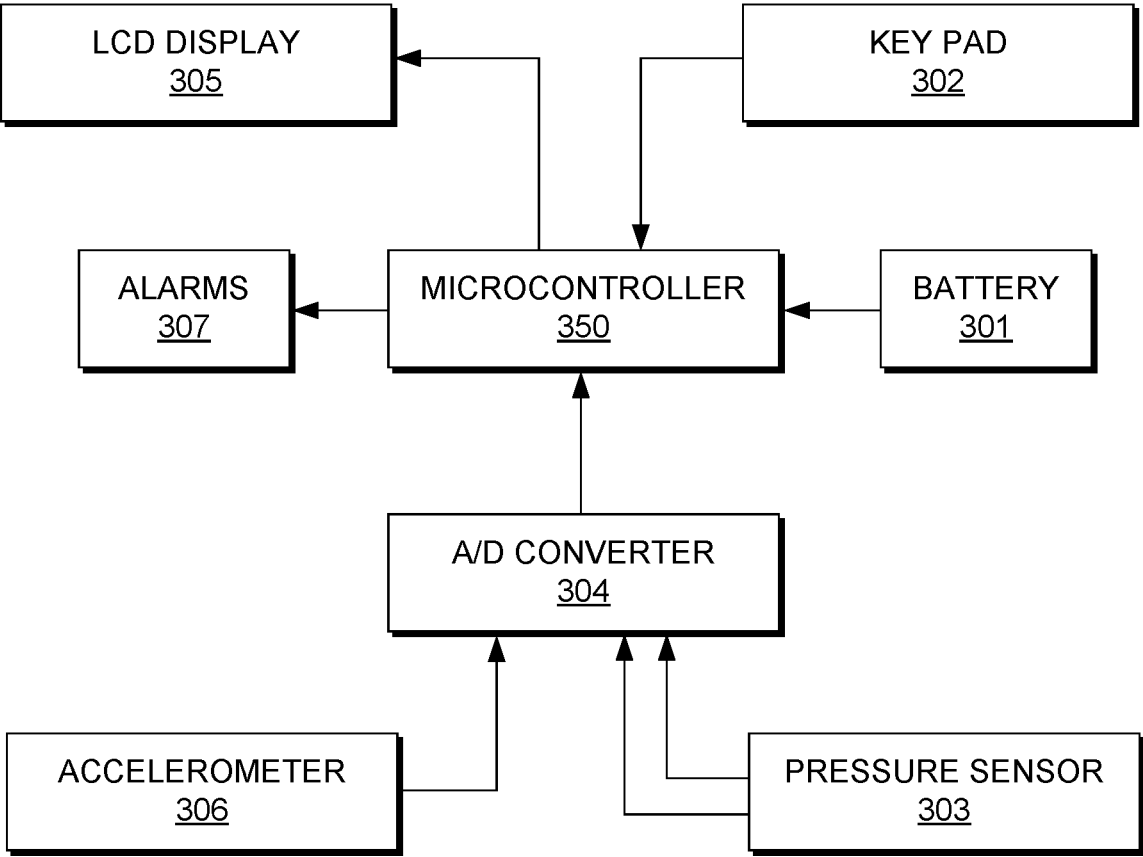 LCD DISPLAY
305
KEY PAD
302
ALARMS
307
MICROCONTROLLER
350
BATTERY
301
A/D CONVERTER
304
ACCELEROMETER
306
PRESSURE SENSOR
303